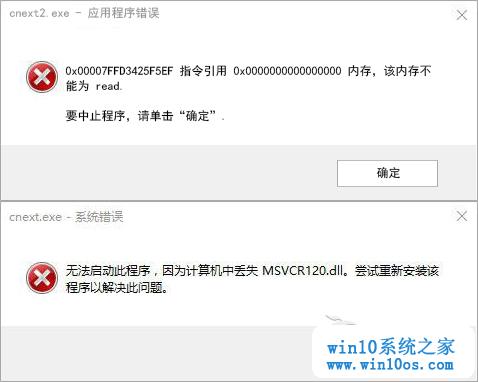 cnext2.exe - 应用程序错误
0x00007FFD3425F5EF 指令引用 0x0000000000000000 内存，该内存不
能为 read.
要中止程序，请单击“确定”.
确定
cnext.exe - 系统错误
无法启动此程序，因为计算机中丢失 MSVCR120.dll。尝试重新安装该
程序以解决此问题。
win10系统之家
www.win10os.com